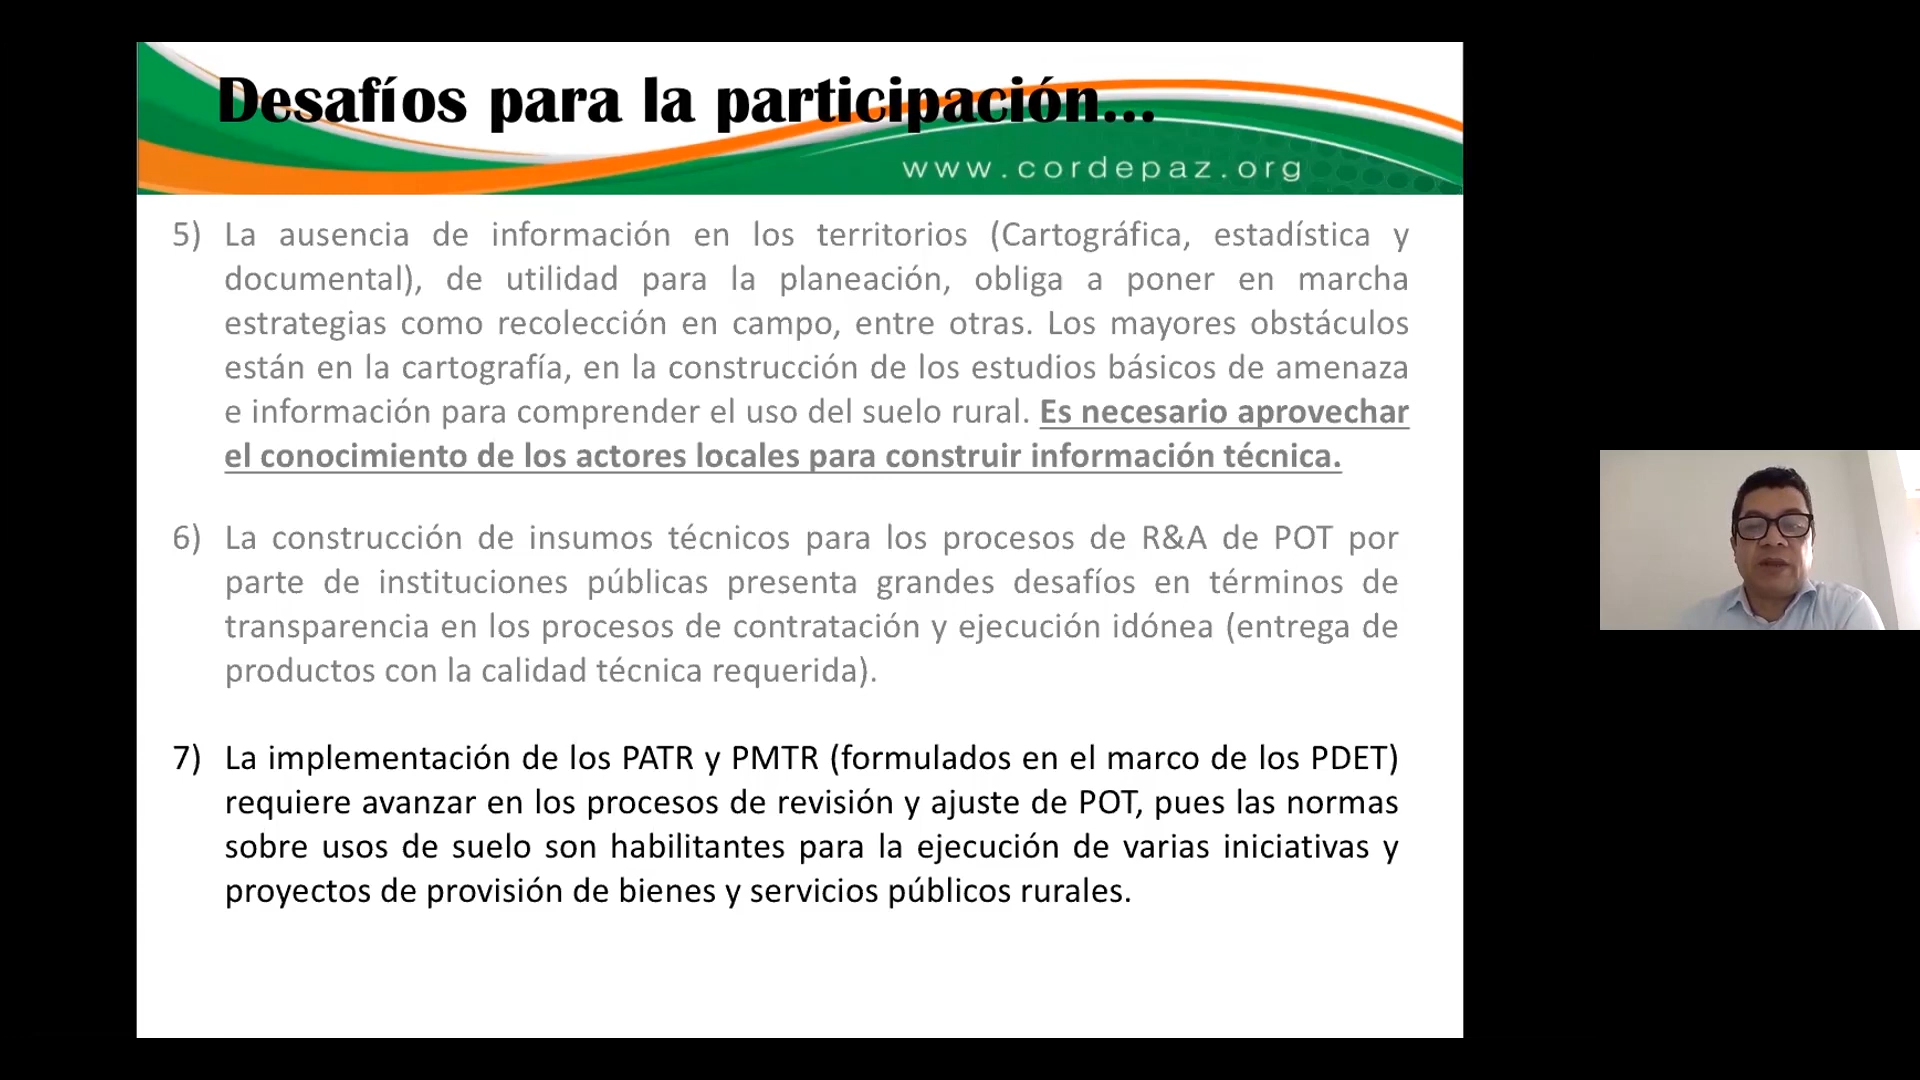 Desafíos para la participación...
www.cordepaz.org
5) La ausencia de información en los territorios (Cartográfica, estadística y
documental), de utilidad para la planeación, obliga a poner en marcha
estrategias como recolección en campo, entre otras. Los mayores obstáculos
están en la cartografía, en la construcción de los estudios básicos de amenaza
e información para comprender el uso del suelo rural. Es necesario aprovechar
el conocimiento de los actores locales para construir información técnica.
6) La construcción de insumos técnicos para los procesos de R&A de POT por
parte de instituciones públicas presenta grandes desafíos en términos de
transparencia en los procesos de contratación y ejecución idónea (entrega de
productos con la calidad técnica requerida).
7) La implementación de los PATR y PMTR (formulados en el marco de los PDET)
requiere avanzar en los procesos de revisión y ajuste de POT, pues las normas
sobre usos de suelo son habilitantes para la ejecución de varias iniciativas y
proyectos de provisión de bienes y servicios públicos rurales.